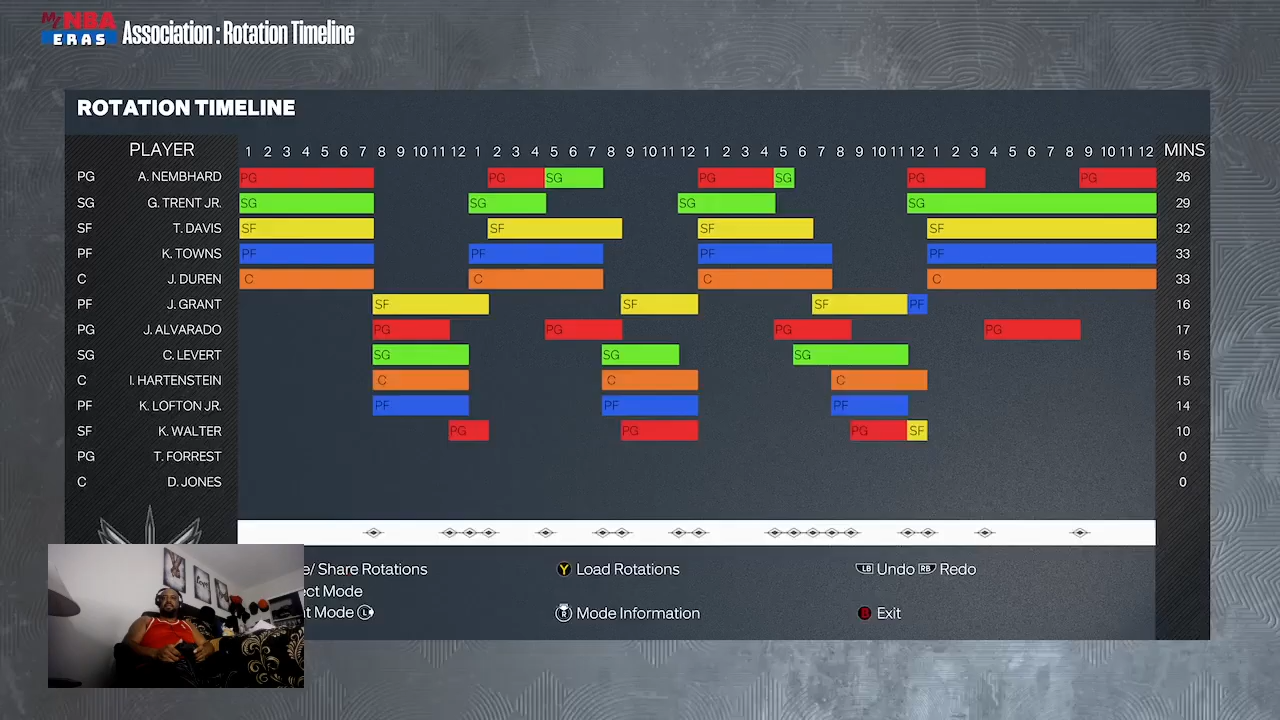 My NBA
ERAS
Association : Rotation Timeline
ROTATION TIMELINE
PLAYER 1 2 3 4 5 6 7 8 9 10 11 12 1 2 3 4 5 6 7 8 9 10 11 12 1 2 3 4 5 6 7 8 9 10 11 12 1 2 3 4 5 6 7 8 9 10 11 12 MINS
PG A. NEMBHARD PG PG SG PG SG PG PG 26
SG G. TRENT JR. SG SG SG SG 29
SF T. DAVIS SF SF SF SF 32
PF K. TOWNS PF PF PF PF 33
C J. DUREN C C C C 33
PF J. GRANT SF SF SF PF 16
PG J. ALVARADO PG PG PG PG 17
SG C. LEVERT SG SG SG 15
C I. HARTENSTEIN C C C 15
PF K. LOFTON JR. PF PF PF 14
SF K. WALTER PG PG PG SF 10
PG T. FORREST 0
C D. JONES 0
e/ Share Rotations Y Load Rotations LB Undo RB Redo
ect Mode
t Mode L R Mode Information B Exit